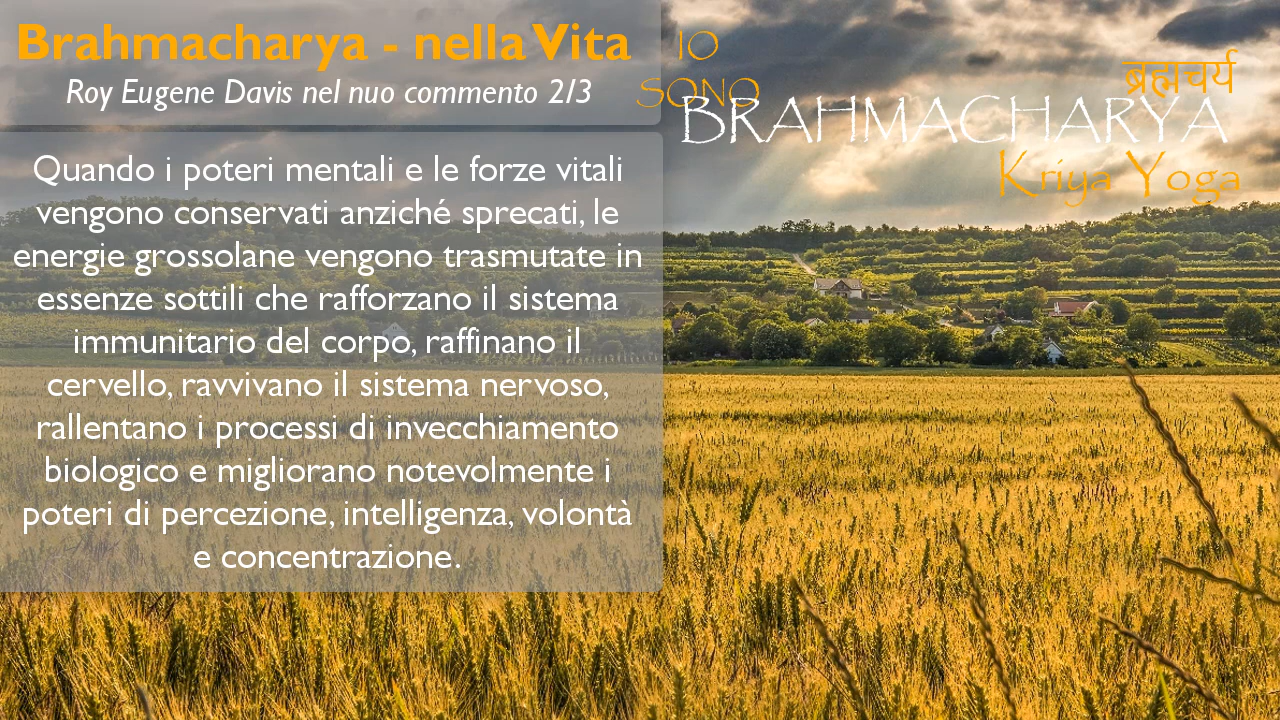 Brahmacharya - nella Vita
Roy Eugene Davis nel nuo commento 2/3
Quando i poteri mentali e le forze vitali
vengono conservati anziché sprecati, le
energie grossolane vengono trasmutate in
essenze sottili che rafforzano il sistema
immunitario del corpo, raffinano il
cervello, ravvivano il sistema nervoso,
rallentano i processi di invecchiamento
biologico e migliorano notevolmente i
poteri di percezione, intelligenza, volontà
e concentrazione.
IO
SONO
ब्रह्मचर्य
BRAHMACHARYA
Kriya Yoga